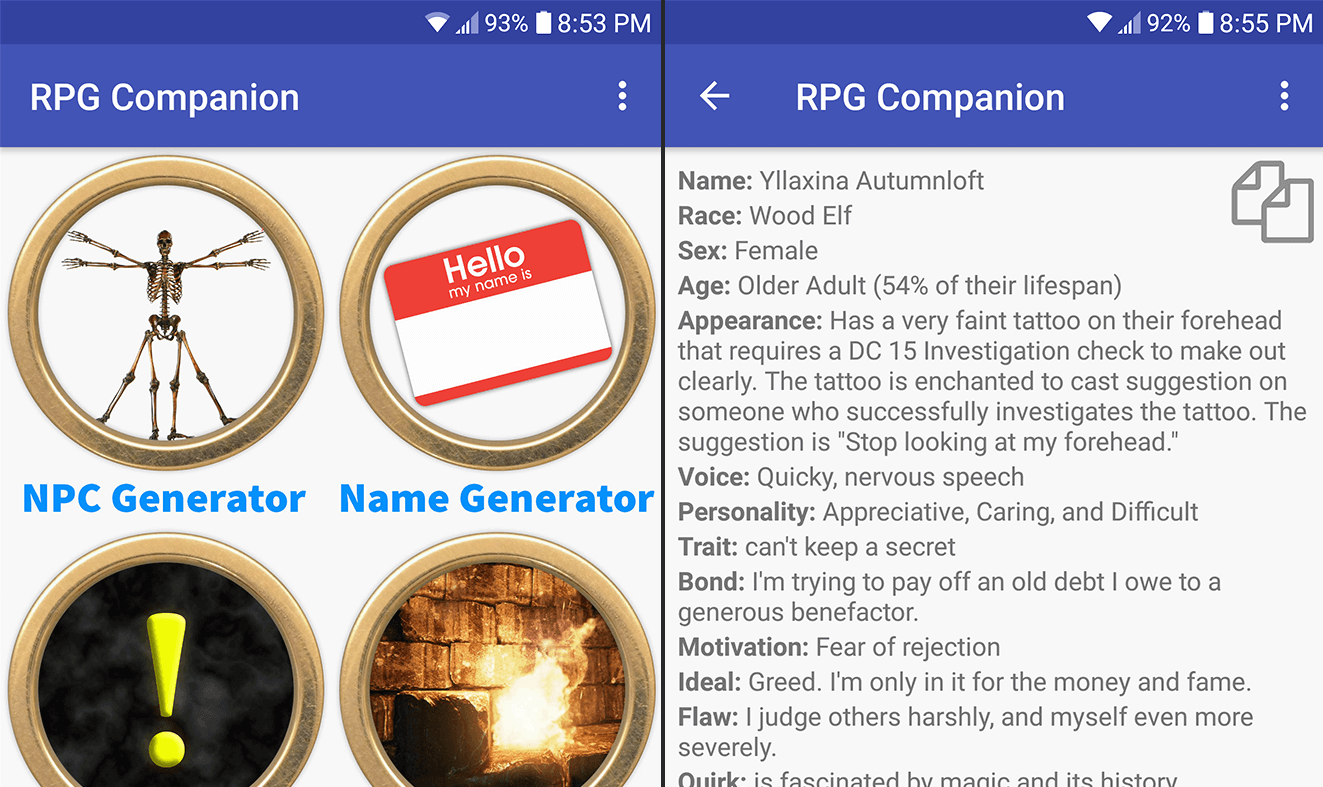 93% 8:53 PM
RPG Companion
Hello
my name is
NPC Generator
Name Generator
92% 8:55 PM
RPG Companion
Name: Yllaxina Autumnloft
Race: Wood Elf
Sex: Female
Age: Older Adult (54% of their lifespan)
Appearance: Has a very faint tattoo on their forehead
that requires a DC 15 Investigation check to make out
clearly. The tattoo is enchanted to cast suggestion on
someone who successfully investigates the tattoo. The
suggestion is "Stop looking at my forehead."
Voice: Quicky, nervous speech
Personality: Appreciative, Caring, and Difficult
Trait: can't keep a secret
Bond: I'm trying to pay off an old debt I owe to a
generous benefactor.
Motivation: Fear of rejection
Ideal: Greed. I'm only in it for the money and fame.
Flaw: I judge others harshly, and myself even more
severely.
Quirk: is fascinated by magic and its history